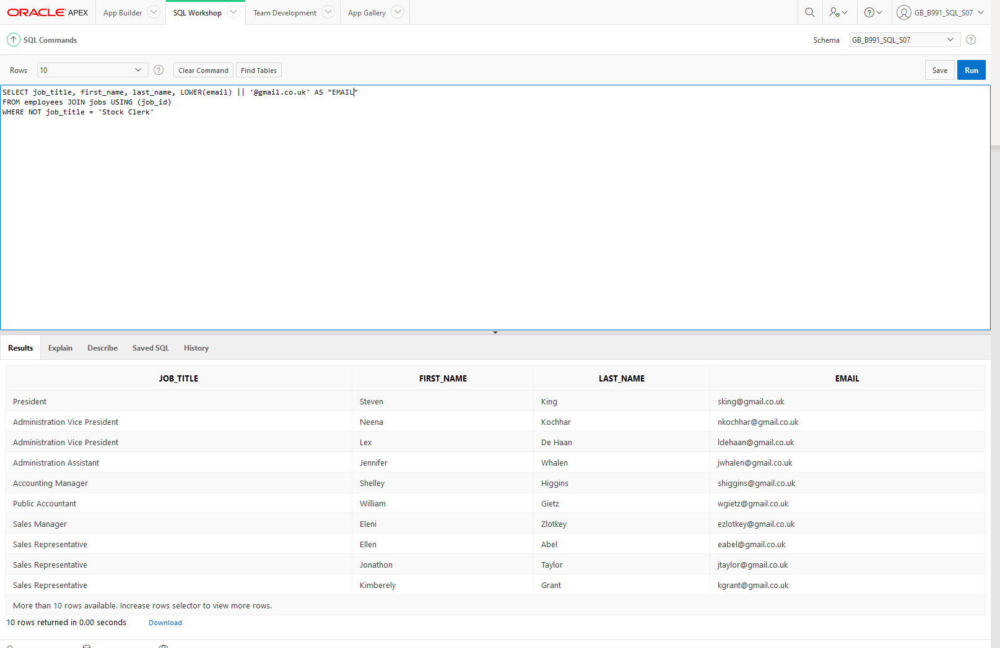 ORACLE APEX App Builder SQL Workshop Team Development App Gallery GB_B991_SQL_S07
SQL Commands Schema GB_B991_SQL_S07
Rows 10 Clear Command Find Tables Save Run
SELECT job_title, first_name, last_name, LOWER(email) || '@gmail.co.uk' AS "EMAIL"
FROM employees JOIN jobs USING (job_id)
WHERE NOT job_title = 'Stock Clerk'
Results Explain Describe Saved SQL History
JOB_TITLE FIRST_NAME LAST_NAME EMAIL
President Steven King sking@gmail.co.uk
Administration Vice President Neena Kochhar nkochhar@gmail.co.uk
Administration Vice President Lex De Haan ldehaan@gmail.co.uk
Administration Assistant Jennifer Whalen jwhalen@gmail.co.uk
Accounting Manager Shelley Higgins shiggins@gmail.co.uk
Public Accountant William Gietz wgietz@gmail.co.uk
Sales Manager Eleni Zlotkey ezlotkey@gmail.co.uk
Sales Representative Ellen Abel eabel@gmail.co.uk
Sales Representative Jonathon Taylor jtaylor@gmail.co.uk
Sales Representative Kimberely Grant kgrant@gmail.co.uk
More than 10 rows available. Increase rows selector to view more rows.
10 rows returned in 0.00 seconds Download